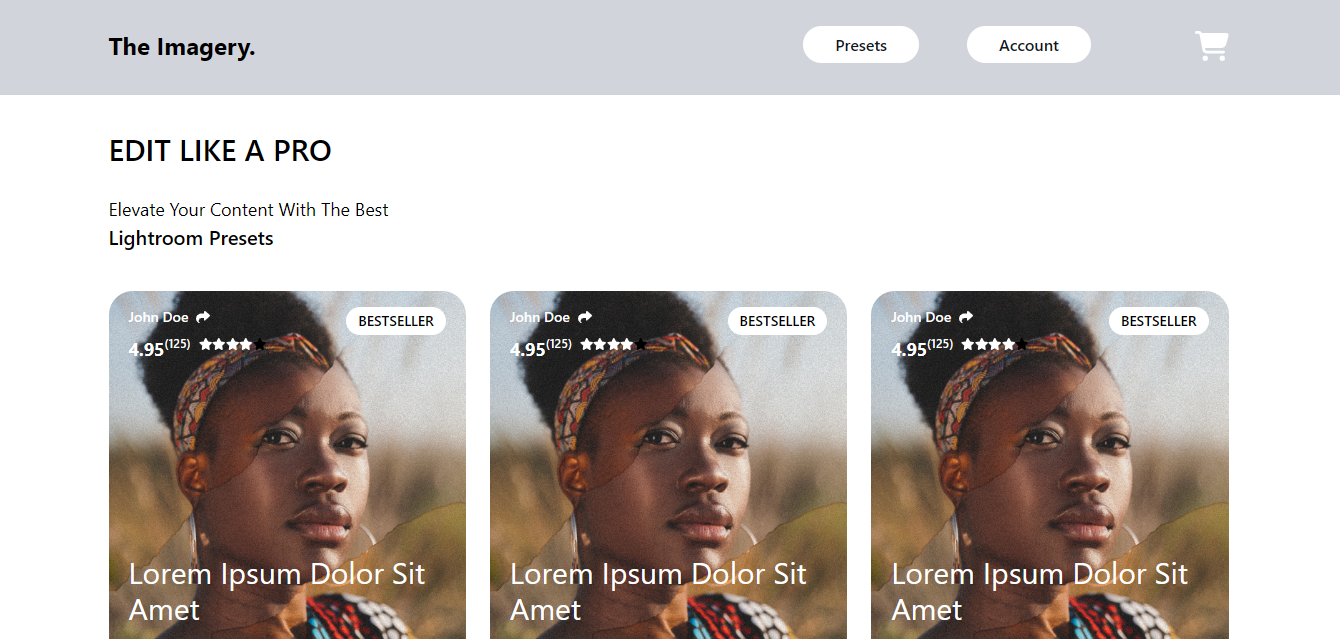 The Imagery.
Presets
Account
EDIT LIKE A PRO
Elevate Your Content With The Best
Lightroom Presets
John Doe
BESTSELLER
4.95(125)
Lorem Ipsum Dolor Sit
Amet
John Doe
BESTSELLER
4.95(125)
Lorem Ipsum Dolor Sit
Amet
John Doe
BESTSELLER
4.95(125)
Lorem Ipsum Dolor Sit
Amet